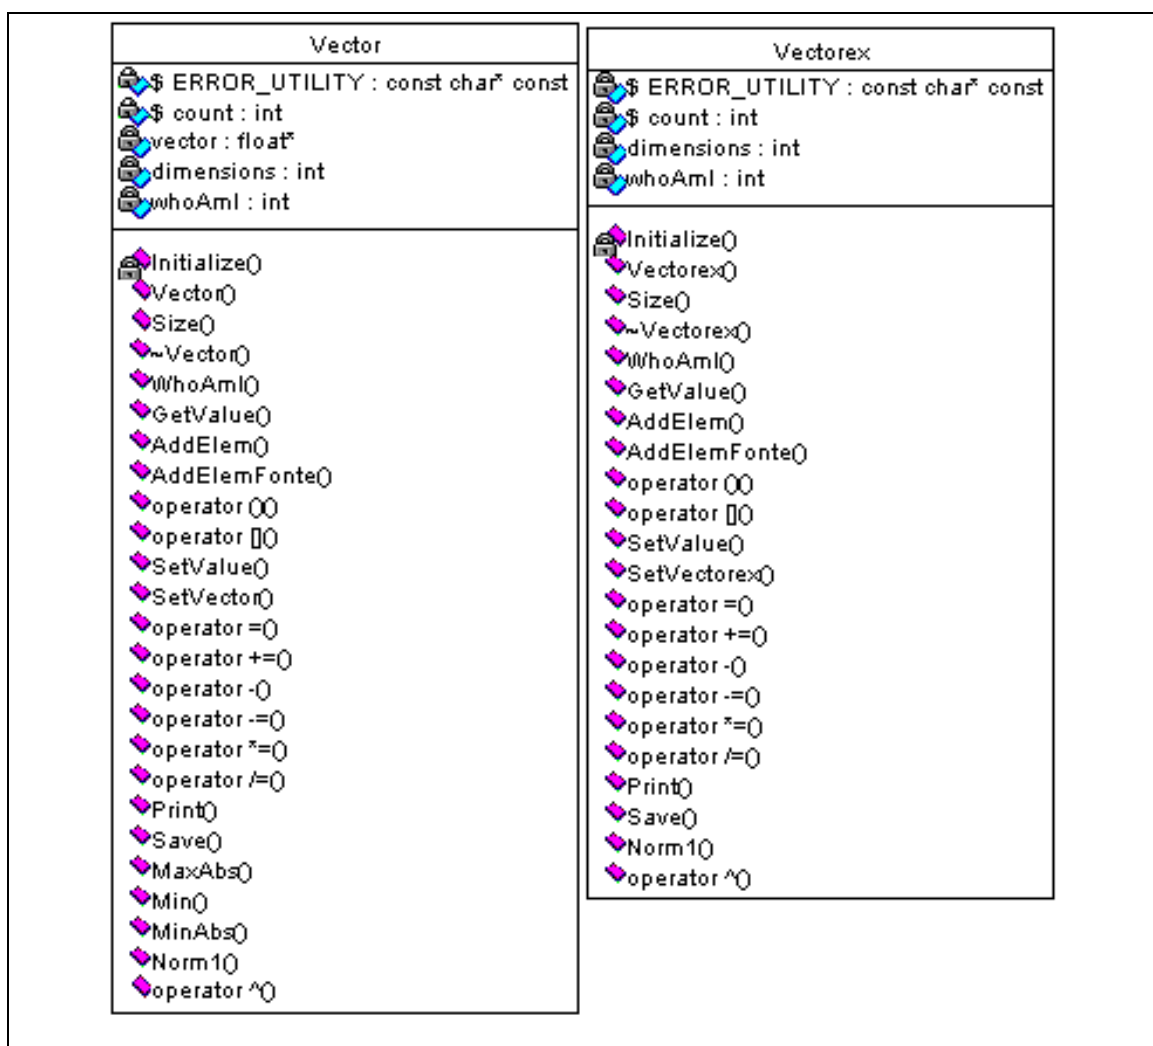 Vector
$ ERROR_UTILITY : const char* const
$ count : int
vector : float*
dimensions : int
whoAmI : int
Initialize()
Vector()
Size()
~Vector()
WhoAmI()
GetValue()
AddElem()
AddElemFonte()
operator ()()
operator []()
SetValue()
SetVector()
operator =()
operator +=()
operator -()
operator -=()
operator *=()
operator /=()
Print()
Save()
MaxAbs()
Min()
MinAbs()
Norm1()
operator ^()
Vectorex
$ ERROR_UTILITY : const char* const
$ count : int
dimensions : int
whoAmI : int
Initialize()
Vectorex()
Size()
~Vectorex()
WhoAmI()
GetValue()
AddElem()
AddElemFonte()
operator ()()
operator []()
SetValue()
SetVectorex()
operator =()
operator +=()
operator -()
operator -=()
operator *=()
operator /=()
Print()
Save()
Norm1()
operator ^()